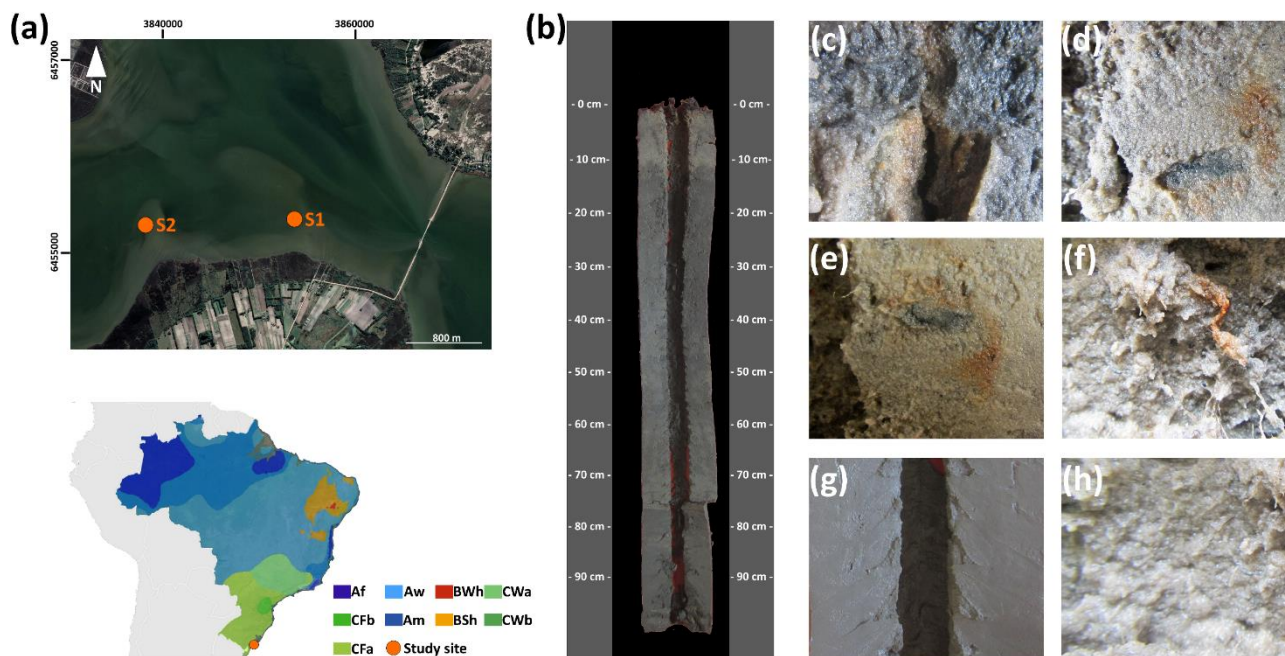 (a)
3840000 3860000
6457000
N
S2 S1
6455000
800 m
Af Aw BWh CWa
CFb Am BSh CWb
CFa Study site
(b)
- 0 cm - - 0 cm -
- 10 cm - - 10 cm -
- 20 cm - - 20 cm -
- 30 cm - - 30 cm -
- 40 cm - - 40 cm -
- 50 cm - - 50 cm -
- 60 cm - - 60 cm -
- 70 cm - - 70 cm -
- 80 cm - - 80 cm -
- 90 cm - - 90 cm -
(c) (d)
(e) (f)
(g) (h)